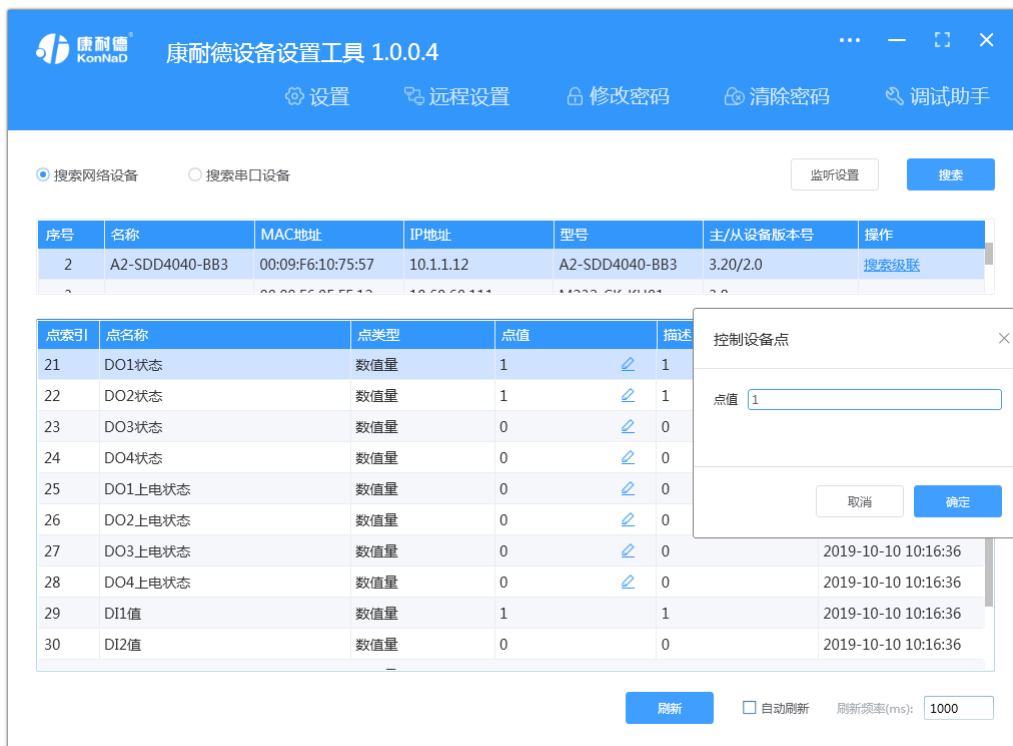 康耐德®
KonNaD
康耐德设备设置工具 1.0.0.4
设置 远程设置 修改密码 清除密码 调试助手
搜索网络设备 搜索串口设备 监听设置 搜索
序号 名称 MAC地址 IP地址 型号 主/从设备版本号 操作
2 A2-SDD4040-BB3 00:09:F6:10:75:57 10.1.1.12 A2-SDD4040-BB3 3.20/2.0 搜索级联
点索引 点名称 点类型 点值 描述
21 DO1状态 数值量 1 1
22 DO2状态 数值量 1 1
23 DO3状态 数值量 0 0
24 DO4状态 数值量 0 0
25 DO1上电状态 数值量 0 0
26 DO2上电状态 数值量 0 0
27 DO3上电状态 数值量 0 0 2019-10-10 10:16:36
28 DO4上电状态 数值量 0 0 2019-10-10 10:16:36
29 DI1值 数值量 1 1 2019-10-10 10:16:36
30 DI2值 数值量 0 0 2019-10-10 10:16:36
控制设备点
点值 1
取消 确定
刷新 自动刷新 刷新频率(ms): 1000